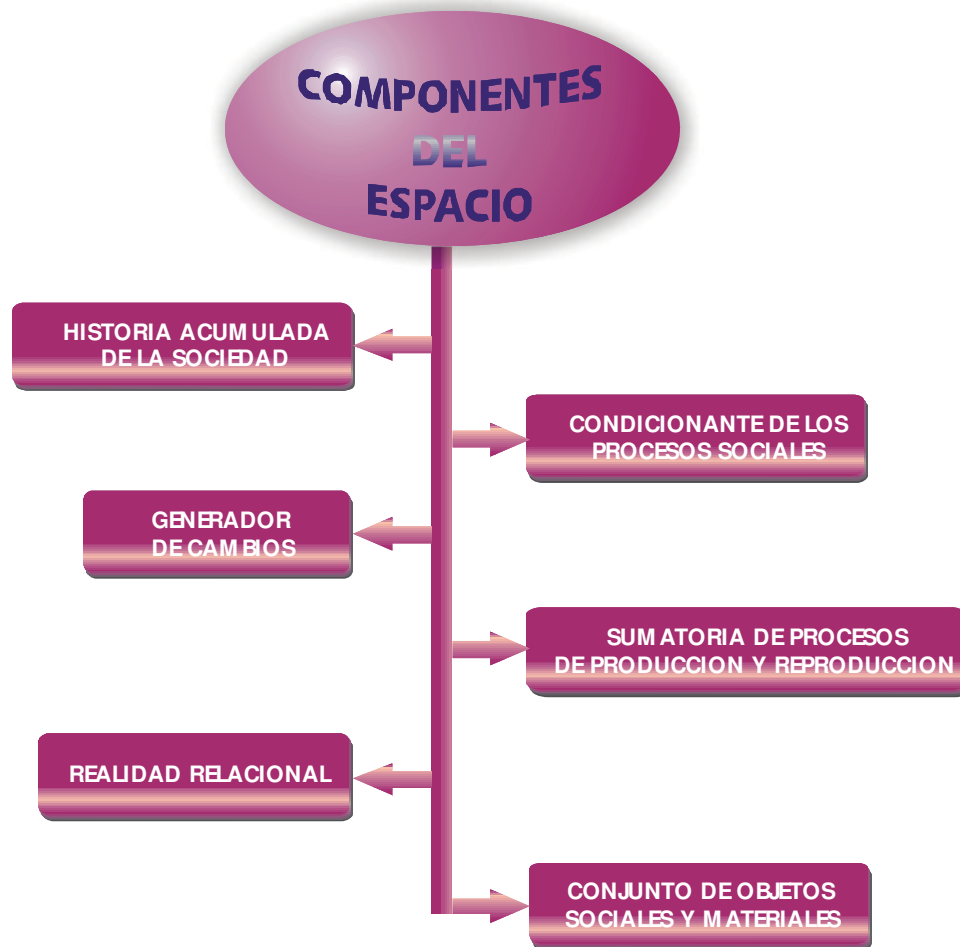 COMPONENTES
DEL
ESPACIO
HISTORIA ACUMULADA
DE LA SOCIEDAD
CONDICIONANTE DE LOS
PROCESOS SOCIALES
GENERADOR
DE CAMBIOS
SUMATORIA DE PROCESOS
DE PRODUCCION Y REPRODUCCION
REALIDAD RELACIONAL
CONJUNTO DE OBJETOS
SOCIALES Y MATERIALES